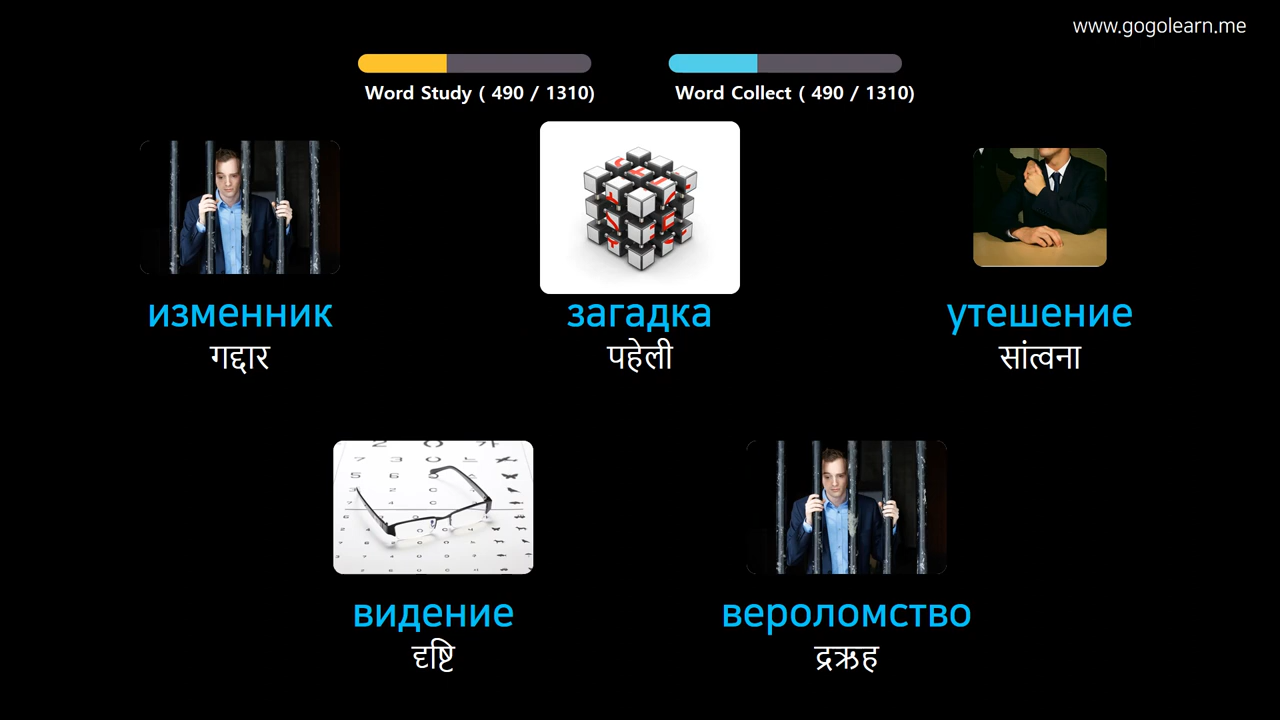 www.gogolearn.me
Word Study ( 490 / 1310)
Word Collect ( 490 / 1310)
изменник
загадка
утешение
गद्दार
पहेली
सांत्वना
видение
вероломство
दृष्टि
द्रऋह